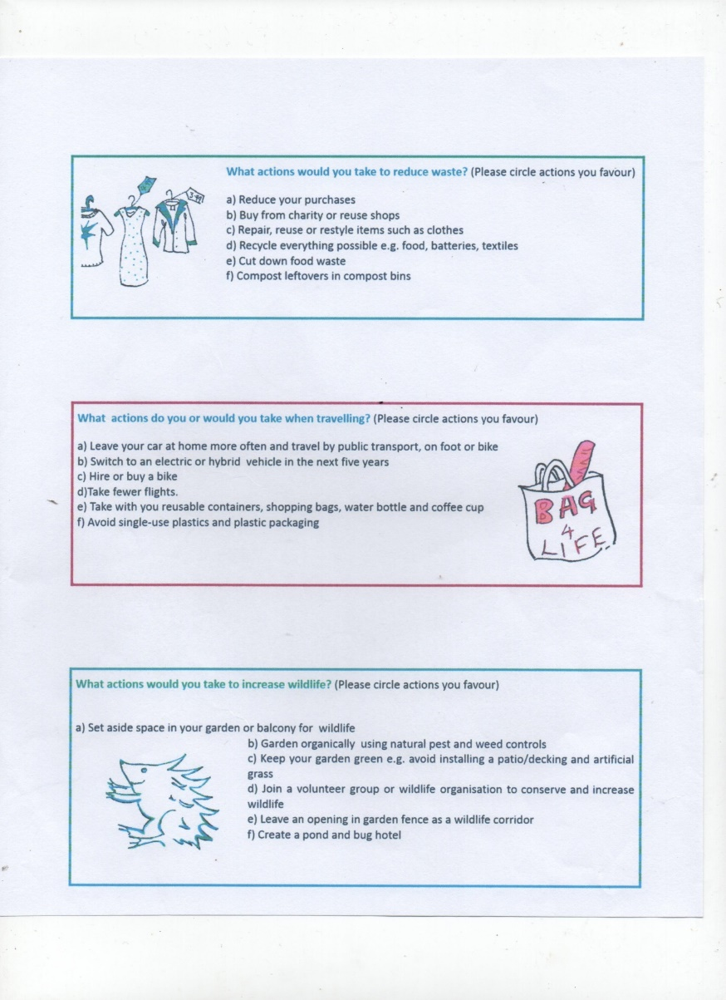 What actions would you take to reduce waste? (Please circle actions you favour)
a) Reduce your purchases
b) Buy from charity or reuse shops
c) Repair, reuse or restyle items such as clothes
d) Recycle everything possible e.g. food, batteries, textiles
e) Cut down food waste
f) Compost leftovers in compost bins
What  actions do you or would you take when travelling? (Please circle actions you favour)
a) Leave your car at home more often and travel by public transport, on foot or bike
b) Switch to an electric or hybrid  vehicle in the next five years
c) Hire or buy a bike
d)Take fewer flights.
e) Take with you reusable containers, shopping bags, water bottle and coffee cup
f) Avoid single-use plastics and plastic packaging
BAG
4
LIFE
What actions would you take to increase wildlife? (Please circle actions you favour)
a) Set aside space in your garden or balcony for  wildlife
b) Garden organically  using natural pest and weed controls
c) Keep your garden green e.g. avoid installing a patio/decking and artificial
grass
d) Join a volunteer group or wildlife organisation to conserve and increase
wildlife
e) Leave an opening in garden fence as a wildlife corridor
f) Create a pond and bug hotel